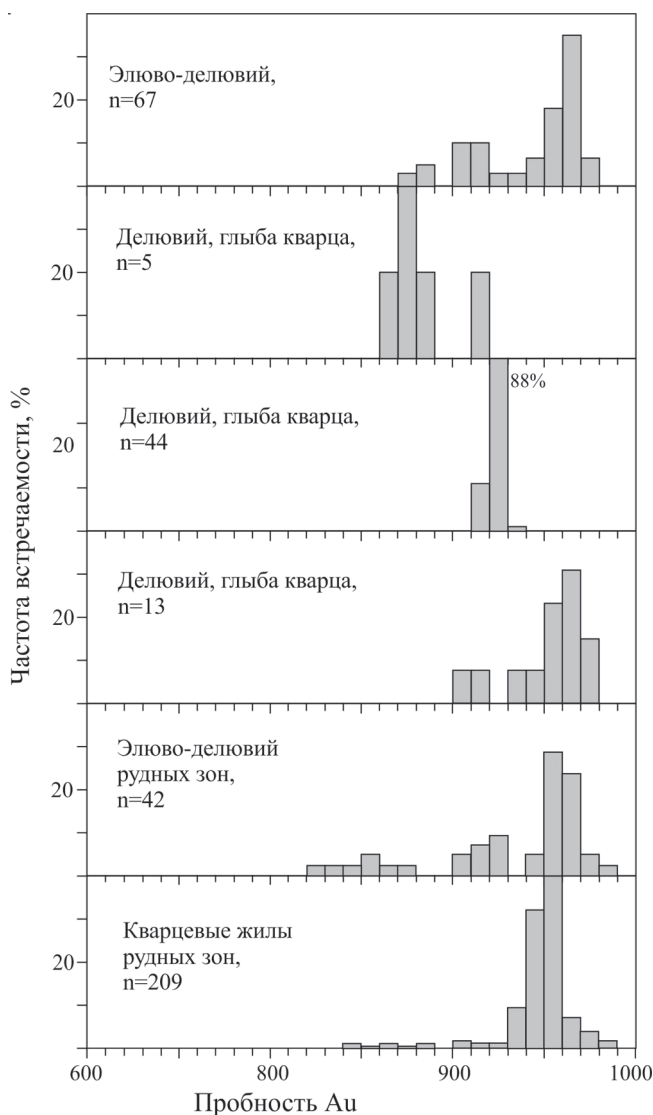 Элюво-делювий,
n=67
20
Делювий, глыба кварца,
n=5
20
88%
Делювий, глыба кварца,
n=44
20
Делювий, глыба кварца,
n=13
20
Элюво-делювий
рудных зон,
n=42
20
Кварцевые жилы
рудных зон,
n=209
20
Частота встречаемости, %
600 800 900 1000
Пробность Au